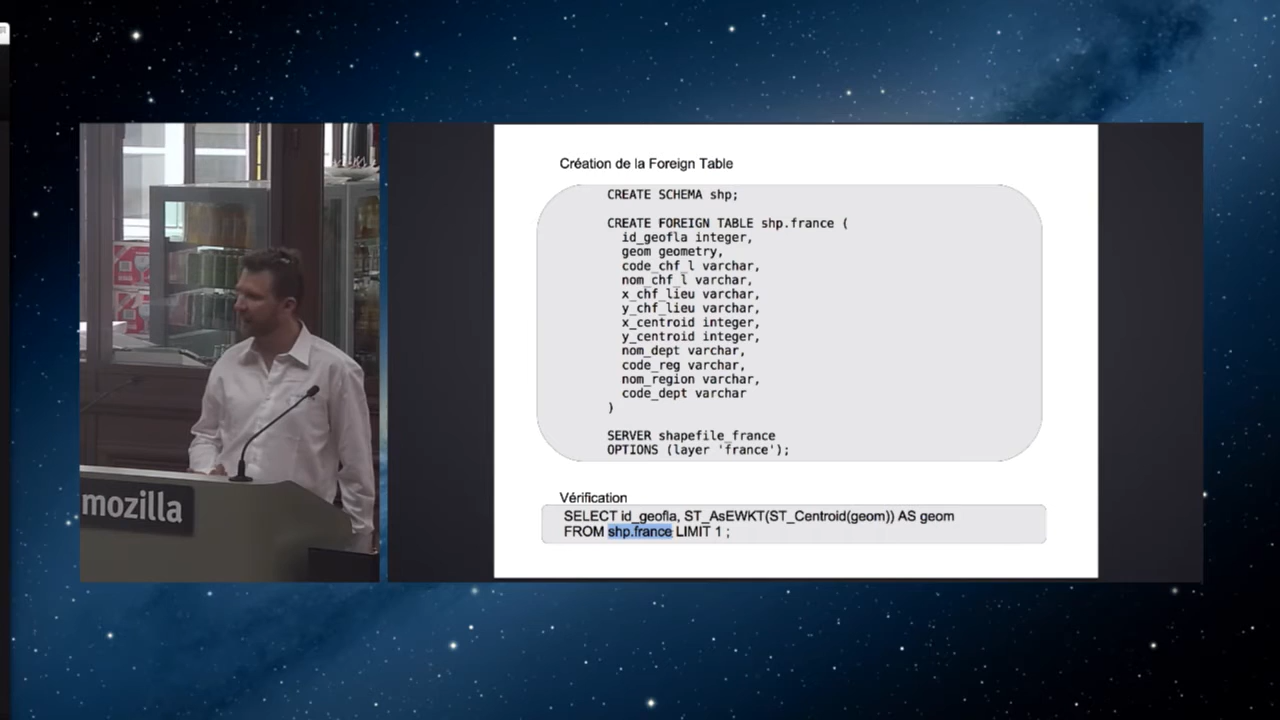 mozilla
Création de la Foreign Table
CREATE SCHEMA shp;
CREATE FOREIGN TABLE shp.france (
id_geofla integer,
geom geometry,
code_chf_l varchar,
nom_chf_l varchar,
x_chf_lieu varchar,
y_chf_lieu varchar,
x_centroid integer,
y_centroid integer,
nom_dept varchar,
code_reg varchar,
nom_region varchar,
code_dept varchar
)
SERVER shapefile_france
OPTIONS (layer 'france');
Vérification
SELECT id_geofla, ST_AsEWKT(ST_Centroid(geom)) AS geom
FROM shp.france LIMIT 1 ;